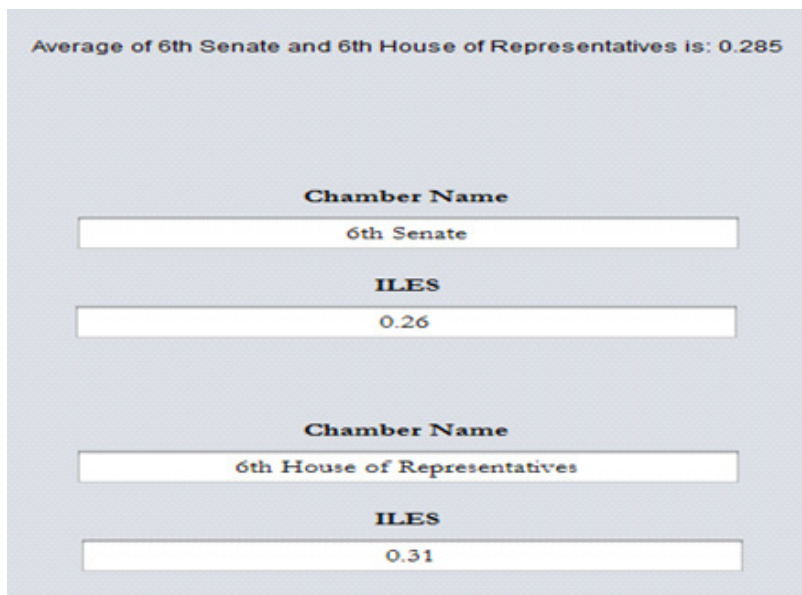 Average of 6th Senate and 6th House of Representatives is: 0.285
Chamber Name
6th Senate
ILES
0.26
Chamber Name
6th House of Representatives
ILES
0.31